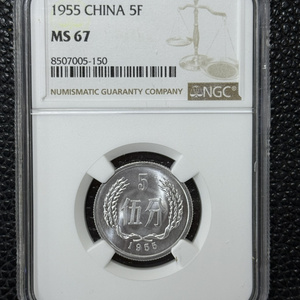 1955 CHINA 5F
MS 67
8507005-150
NUMISMATIC GUARANTY COMPANY
NGC
5
伍分
1955